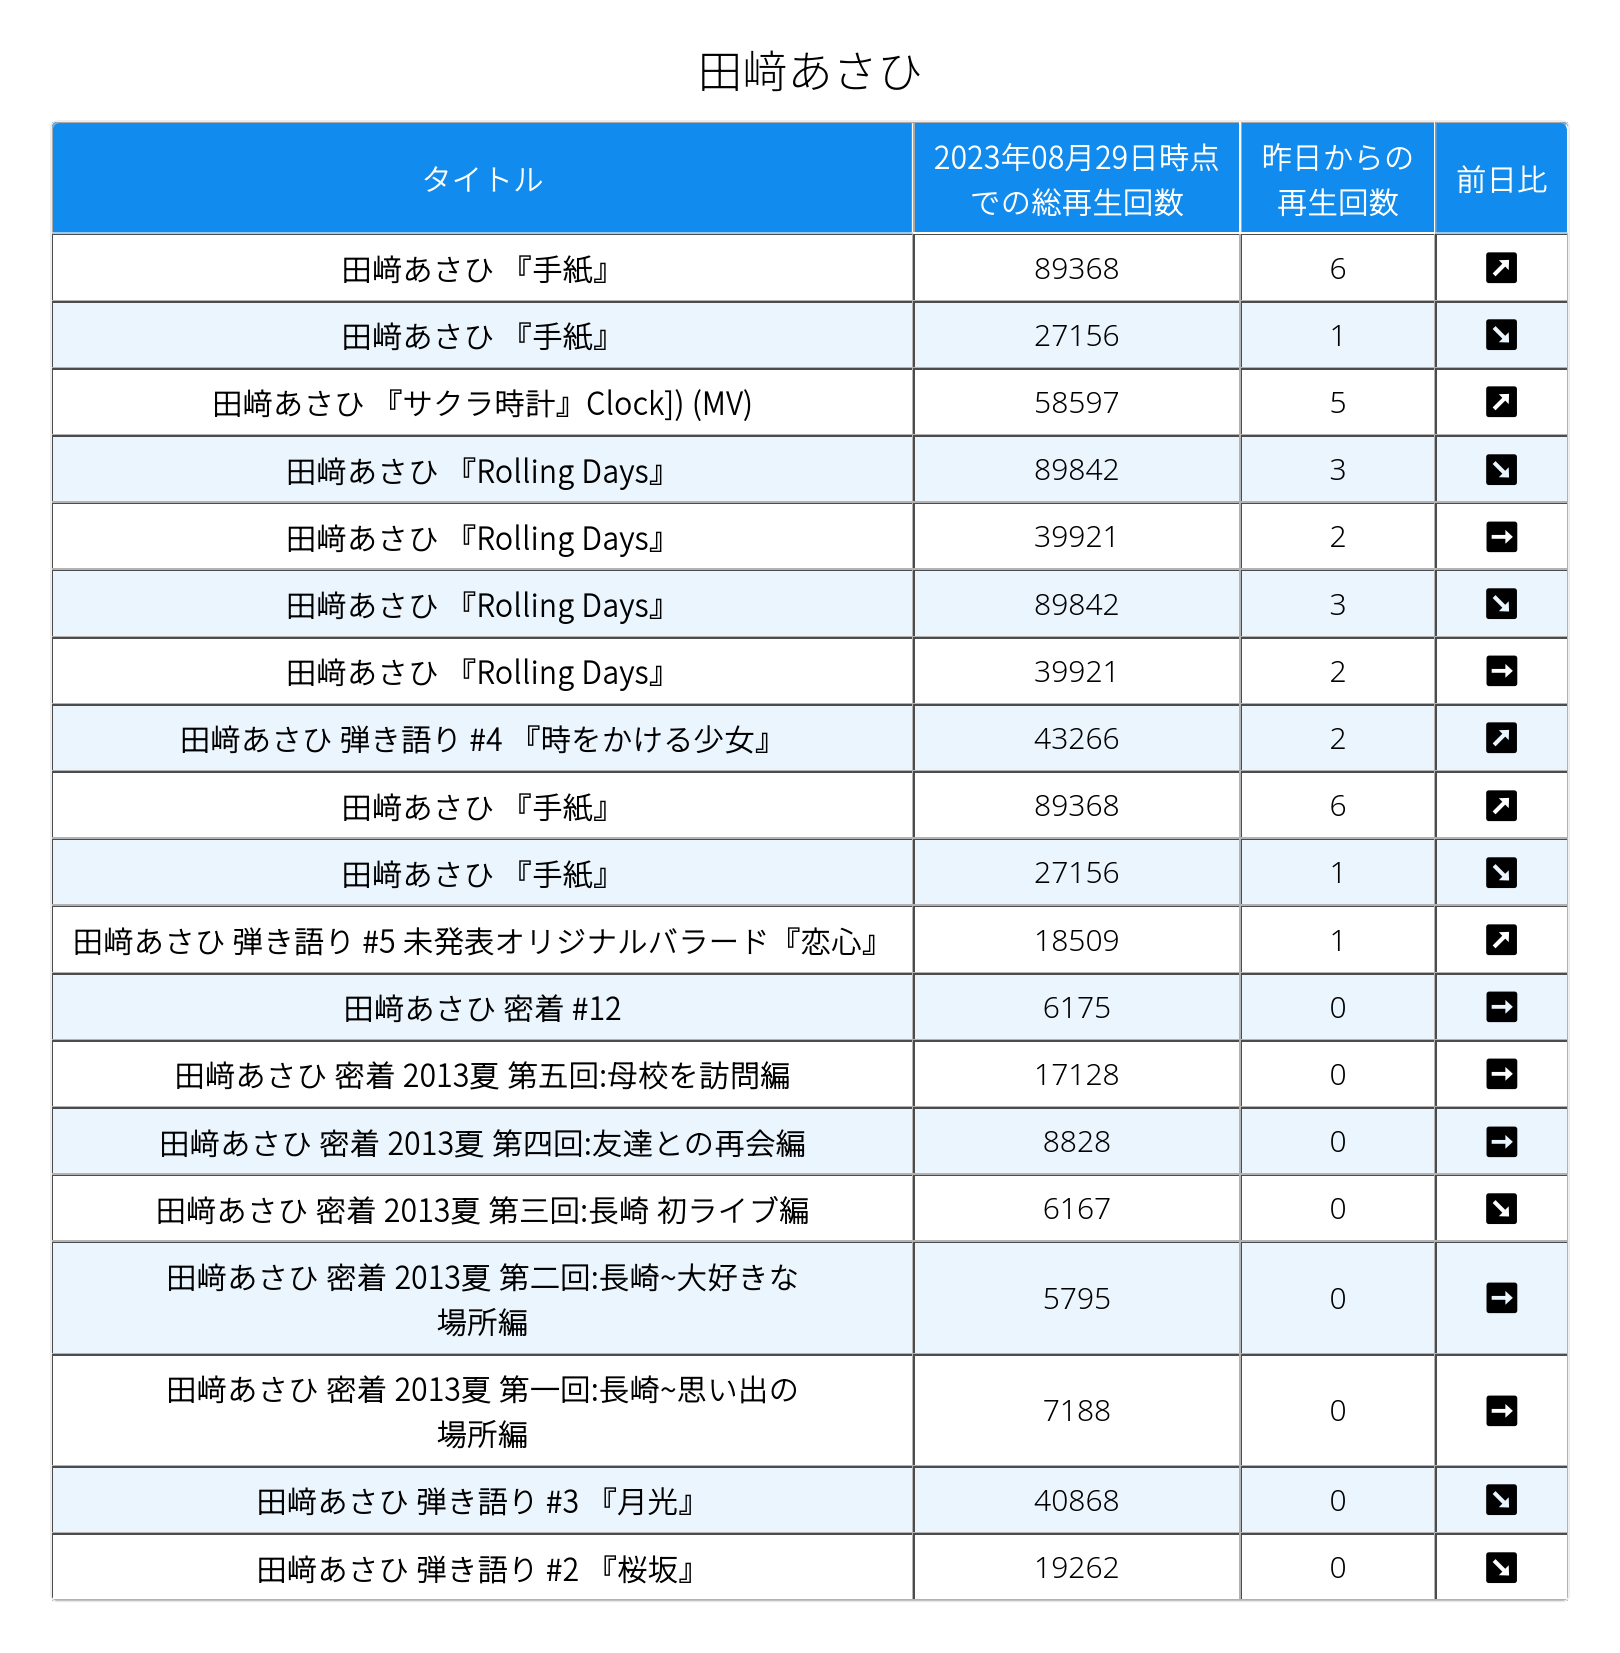 田﨑あさひ
タイトル
2023年08月29日時点
での総再生回数
昨日からの
再生回数
前日比
田﨑あさひ 『手紙』 89368 6 ↗
田﨑あさひ 『手紙』 27156 1 ↘
田﨑あさひ 『サクラ時計』Clock]) (MV) 58597 5 ↗
田﨑あさひ 『Rolling Days』 89842 3 ↘
田﨑あさひ 『Rolling Days』 39921 2 →
田﨑あさひ 『Rolling Days』 89842 3 ↘
田﨑あさひ 『Rolling Days』 39921 2 →
田﨑あさひ 弾き語り #4 『時をかける少女』 43266 2 ↗
田﨑あさひ 『手紙』 89368 6 ↗
田﨑あさひ 『手紙』 27156 1 ↘
田﨑あさひ 弾き語り #5 未発表オリジナルバラード『恋心』 18509 1 ↗
田﨑あさひ 密着 #12 6175 0 →
田﨑あさひ 密着 2013夏 第五回:母校を訪問編 17128 0 →
田﨑あさひ 密着 2013夏 第四回:友達との再会編 8828 0 →
田﨑あさひ 密着 2013夏 第三回:長崎 初ライブ編 6167 0 ↘
田﨑あさひ 密着 2013夏 第二回:長崎~大好きな
場所編 5795 0 →
田﨑あさひ 密着 2013夏 第一回:長崎~思い出の
場所編 7188 0 →
田﨑あさひ 弾き語り #3 『月光』 40868 0 ↘
田﨑あさひ 弾き語り #2 『桜坂』 19262 0 ↘